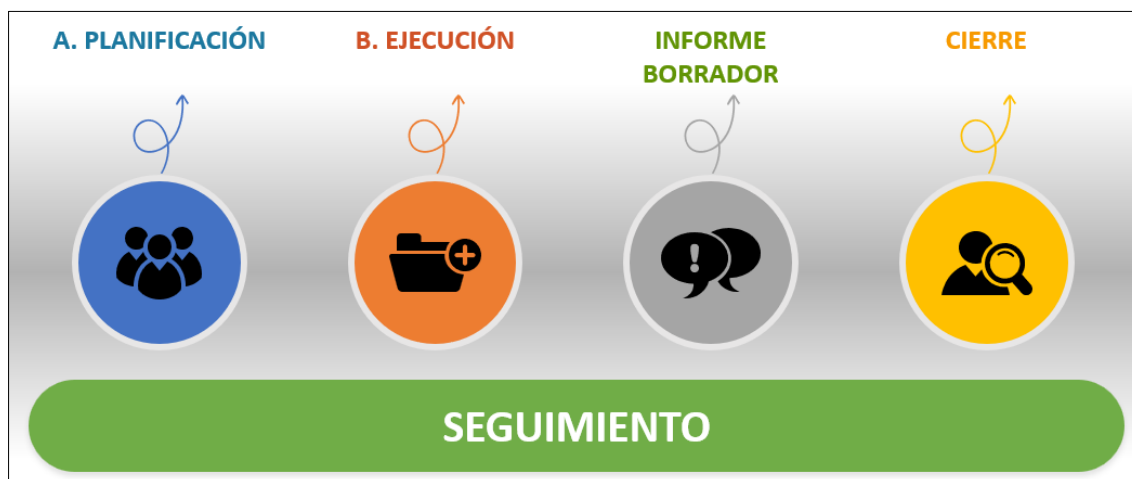 A. PLANIFICACIÓN
B. EJECUCIÓN
INFORME
BORRADOR
CIERRE
SEGUIMIENTO